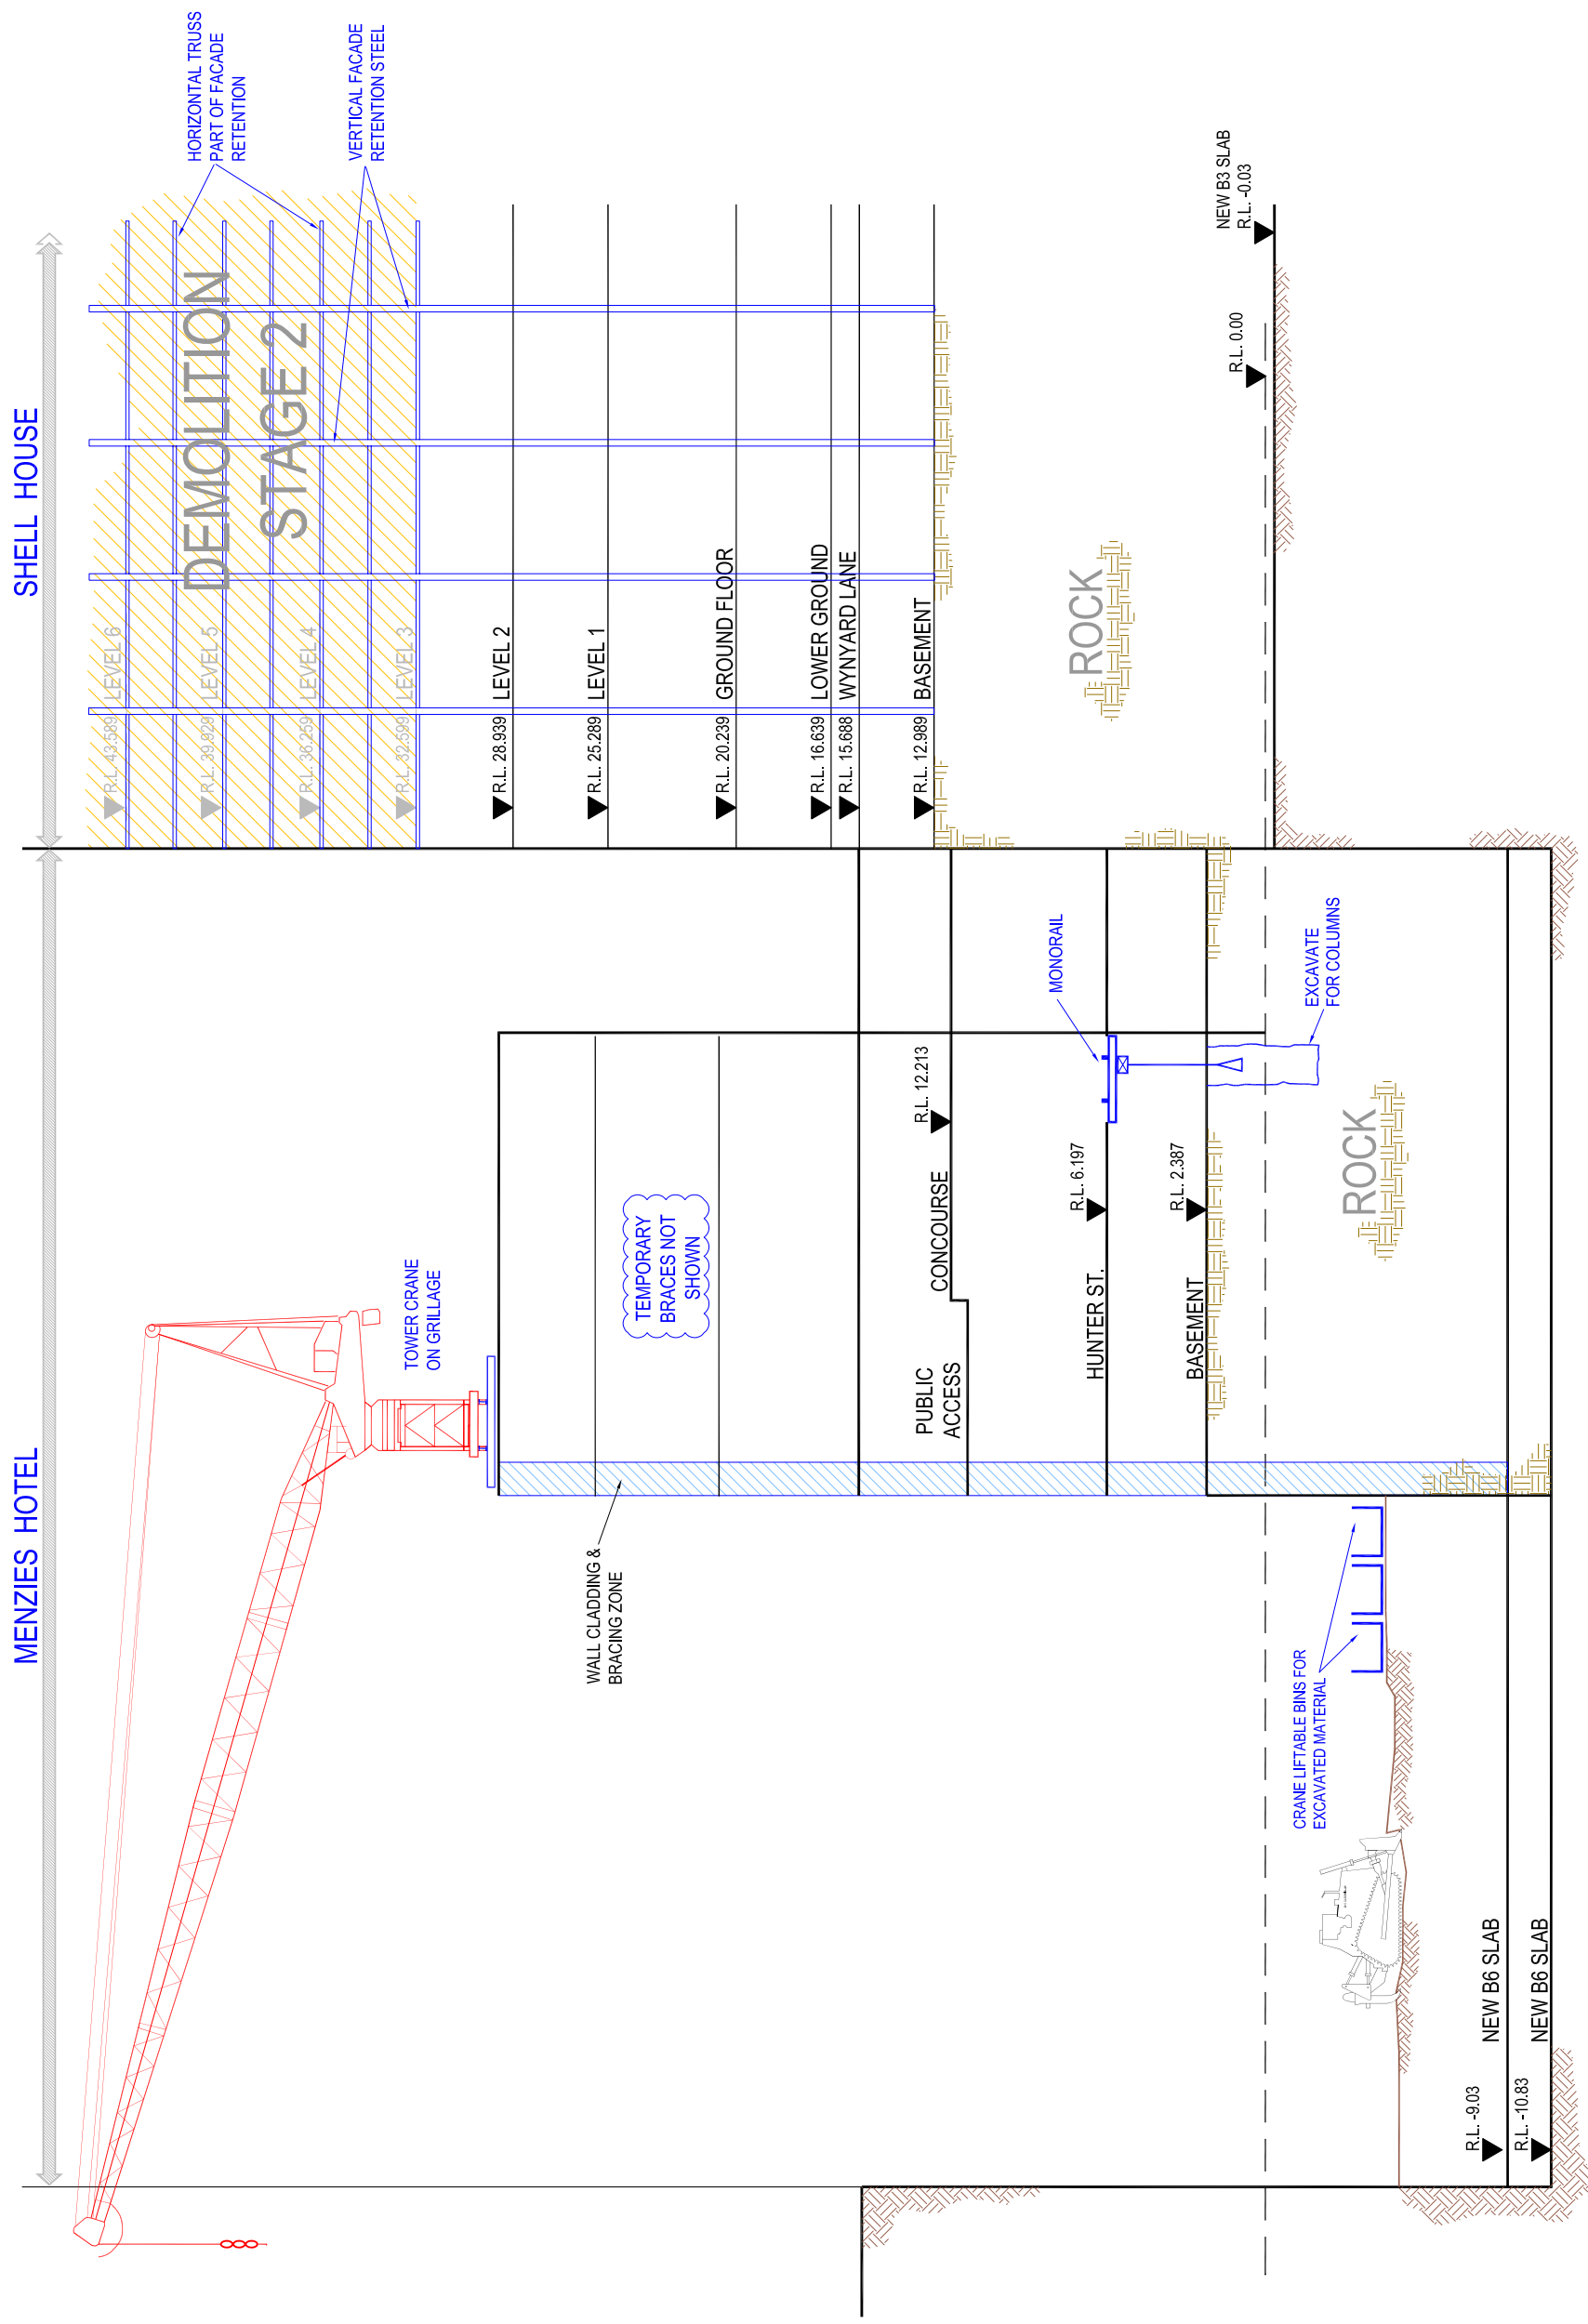 MENZIES HOTEL
SHELL HOUSE
HORIZONTAL TRUSS
PART OF FACADE
RETENTION
VERTICAL FACADE
RETENTION STEEL
DEMOLITION
STAGE 2
R.L. 43.589 LEVEL 6
R.L. 39.929 LEVEL 5
R.L. 36.259 LEVEL 4
R.L. 32.599 LEVEL 3
R.L. 28.939 LEVEL 2
R.L. 25.289 LEVEL 1
R.L. 20.239 GROUND FLOOR
R.L. 16.639 LOWER GROUND
R.L. 15.688 WYNYARD LANE
R.L. 12.989 BASEMENT
TOWER CRANE
ON GRILLAGE
TEMPORARY
BRACES NOT
SHOWN
WALL CLADDING &
BRACING ZONE
PUBLIC
ACCESS
CONCOURSE
R.L. 12.213
MONORAIL
HUNTER ST.
R.L. 6.197
BASEMENT
R.L. 2.387
ROCK
NEW B3 SLAB
R.L. -0.03
R.L. 0.00
EXCAVATE
FOR COLUMNS
ROCK
CRANE LIFTABLE BINS FOR
EXCAVATED MATERIAL
R.L. -9.03
NEW B6 SLAB
R.L. -10.83
NEW B6 SLAB